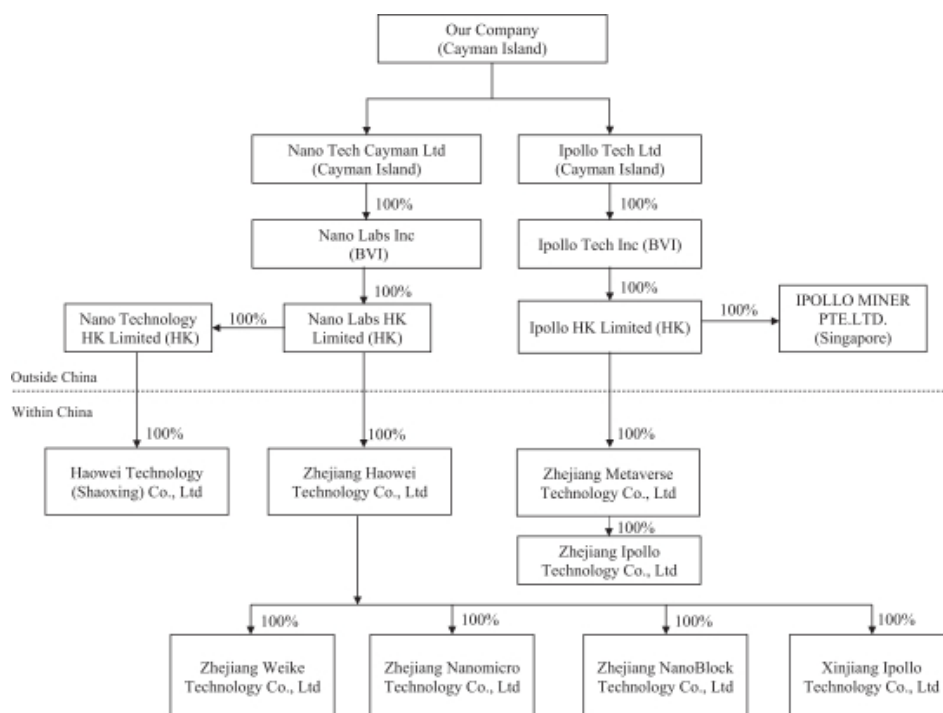 Our Company
(Cayman Island)
Nano Tech Cayman Ltd
(Cayman Island)
Ipollo Tech Ltd
(Cayman Island)
100%
100%
Nano Labs Inc
(BVI)
Ipollo Tech Inc (BVI)
100%
100%
Nano Technology
HK Limited (HK)
100%
Nano Labs HK
Limited (HK)
Ipollo HK Limited (HK)
100%
IPOLLO MINER
PTE.LTD.
(Singapore)
Outside China
Within China
100%
100%
100%
Haowei Technology
(Shaoxing) Co., Ltd
Zhejiang Haowei
Technology Co., Ltd
Zhejiang Metaverse
Technology Co., Ltd
100%
Zhejiang Ipollo
Technology Co., Ltd
100%
100%
100%
100%
Zhejiang Weike
Technology Co., Ltd
Zhejiang Nanomicro
Technology Co., Ltd
Zhejiang NanoBlock
Technology Co., Ltd
Xinjiang Ipollo
Technology Co., Ltd